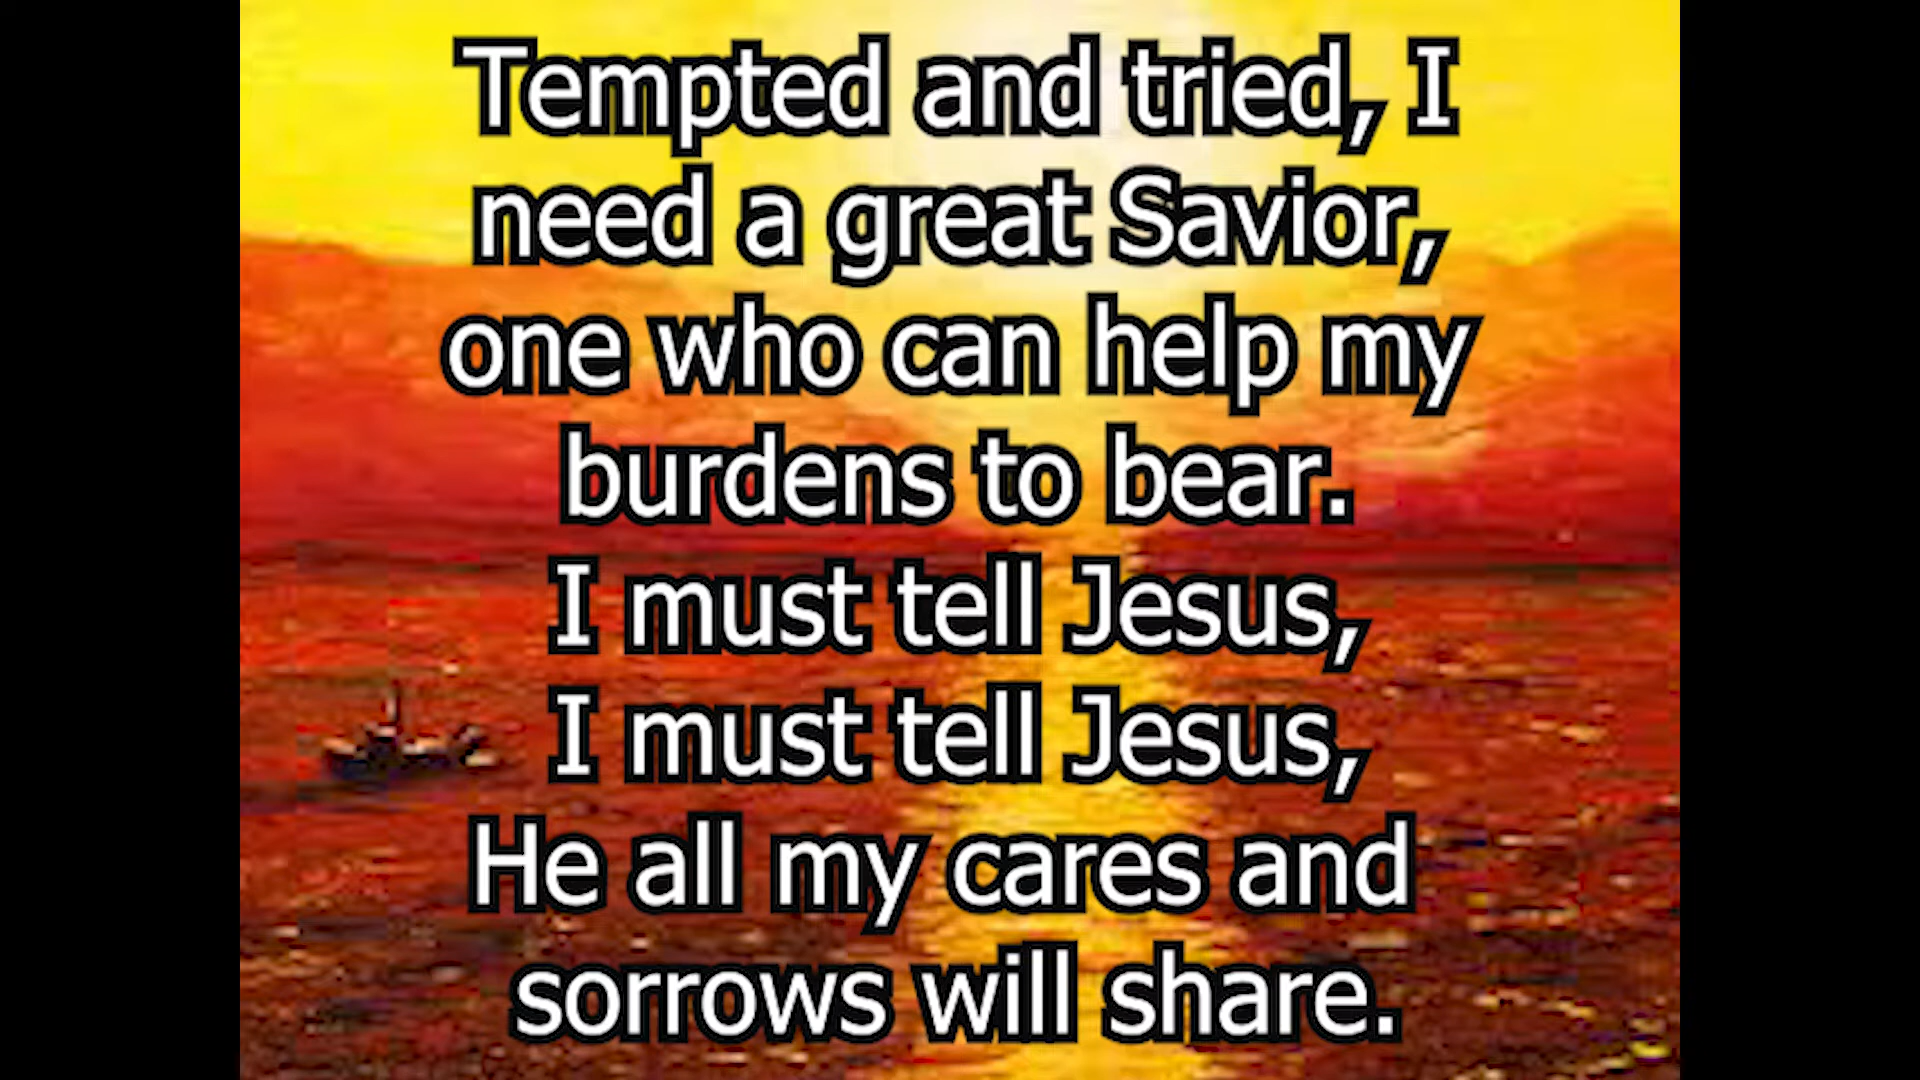 Tempted and tried, I
need a great Savior,
one who can help my
burdens to bear.
I must tell Jesus,
I must tell Jesus,
He all my cares and
sorrows will share.